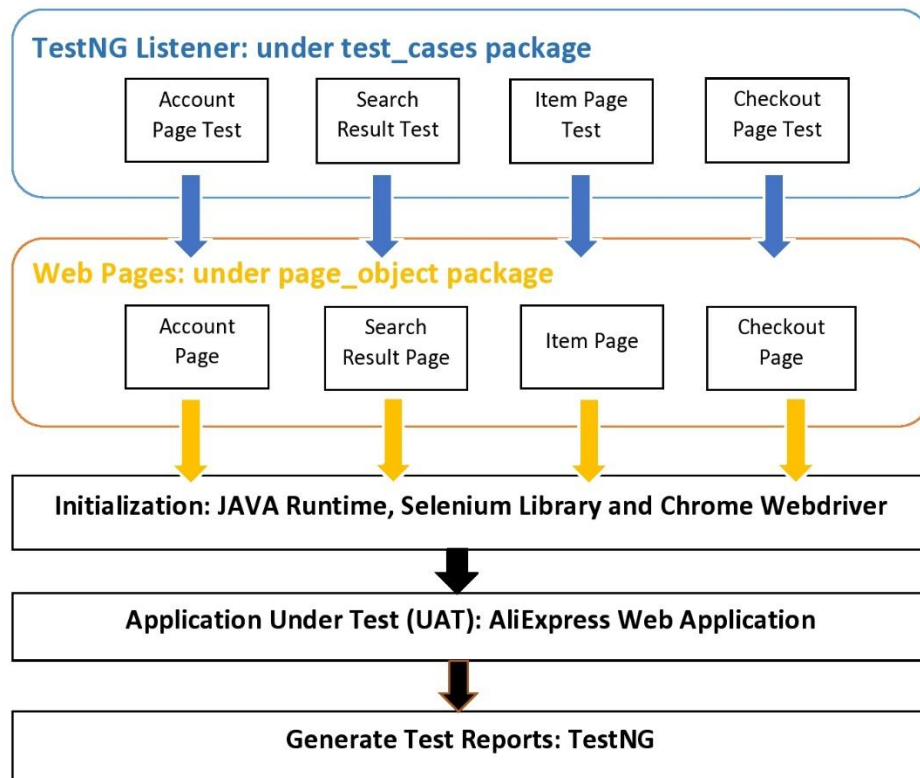 TestNG Listener: under test_cases package
Account
Page Test
Search
Result Test
Item Page
Test
Checkout
Page Test
Web Pages: under page_object package
Account
Page
Search
Result Page
Item Page
Checkout
Page
Initialization: JAVA Runtime, Selenium Library and Chrome Webdriver
Application Under Test (UAT): AliExpress Web Application
Generate Test Reports: TestNG